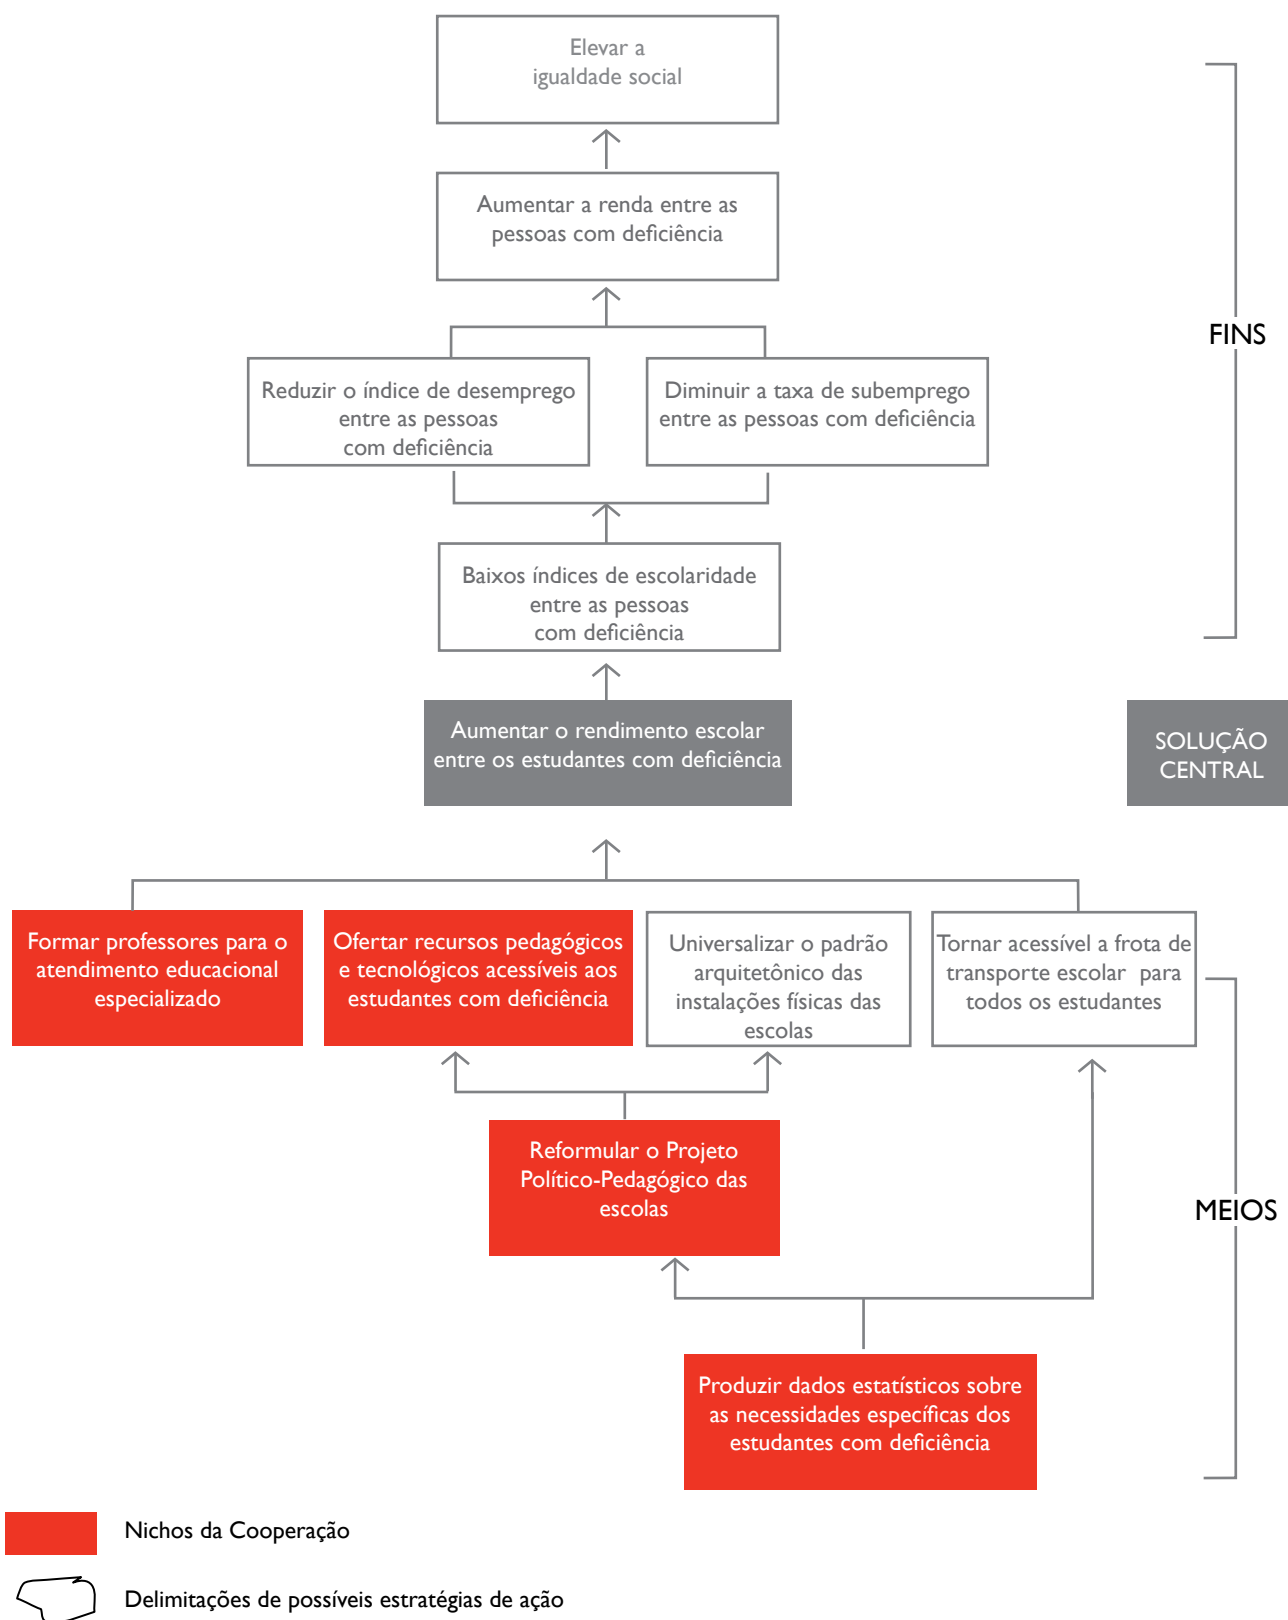 Elevar a
igualdade social
Aumentar a renda entre as
pessoas com deficiência
FINS
Reduzir o índice de desemprego
entre as pessoas
com deficiência
Diminuir a taxa de subemprego
entre as pessoas com deficiência
Baixos índices de escolaridade
entre as pessoas
com deficiência
Aumentar o rendimento escolar
entre os estudantes com deficiência
SOLUÇÃO
CENTRAL
Formar professores para o
atendimento educacional
especializado
Ofertar recursos pedagógicos
e tecnológicos acessíveis aos
estudantes com deficiência
Universalizar o padrão
arquitetônico das
instalações físicas das
escolas
Tornar acessível a frota de
transporte escolar para
todos os estudantes
Reformular o Projeto
Político-Pedagógico das
escolas
MEIOS
Produzir dados estatísticos sobre
as necessidades específicas dos
estudantes com deficiência
Nichos da Cooperação
Delimitações de possíveis estratégias de ação